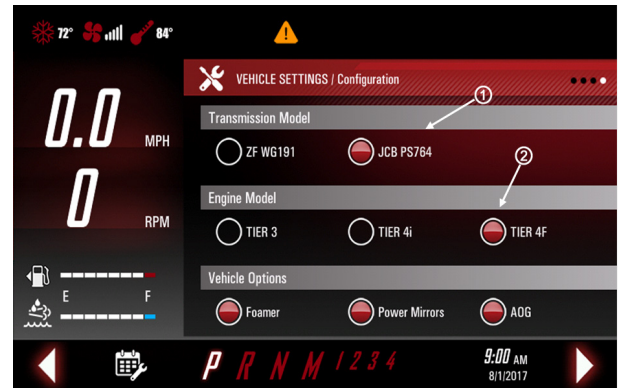 72° 84°
VEHICLE SETTINGS / Configuration
1
0.0 MPH
Transmission Model
ZF WG191 JCB PS764
2
0 RPM
Engine Model
TIER 3 TIER 4i TIER 4F
Vehicle Options
E F
Foamer Power Mirrors AOG
P R N M 1 2 3 4
9:00 AM
8/1/2017